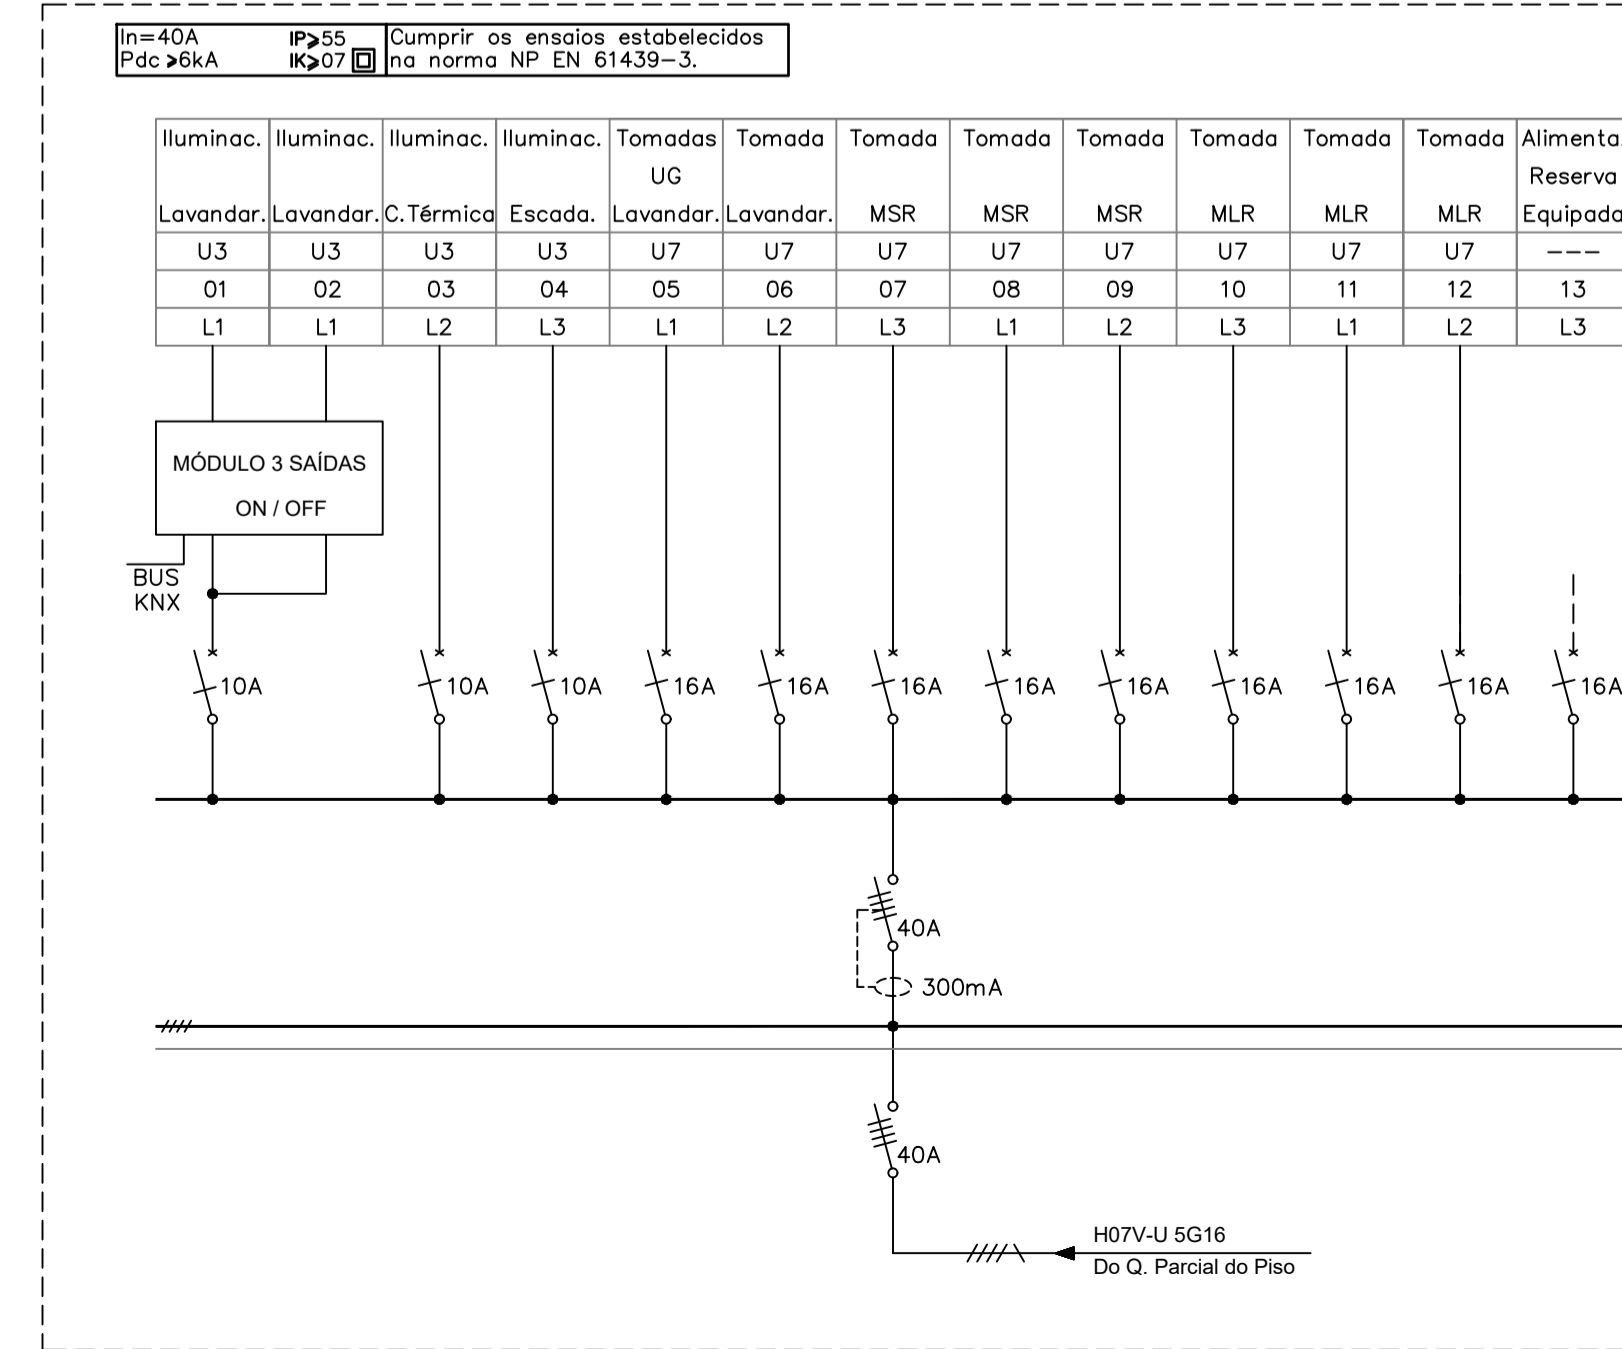 In=40A IP⩾55 Cumprir os ensaios estabelecidos
Pdc ⩾6kA IK⩾07 na norma NP EN 61439-3.
Iluminac. Iluminac. Iluminac. Iluminac. Tomadas Tomada Tomada Tomada Tomada Tomada Tomada Tomada Alimenta.
UG Reserva
Lavandar. Lavandar. C.Térmica Escada. Lavandar. Lavandar. MSR MSR MSR MLR MLR MLR Equipada
U3 U3 U3 U3 U7 U7 U7 U7 U7 U7 U7 U7 ---
01 02 03 04 05 06 07 08 09 10 11 12 13
L1 L1 L2 L3 L1 L2 L3 L1 L2 L3 L1 L2 L3
MÓDULO 3 SAÍDAS
ON / OFF
BUS
KNX
10A 10A 10A 16A 16A 16A 16A 16A 16A 16A 16A 16A
40A
300mA
40A
H07V-U 5G16
Do Q. Parcial do Piso